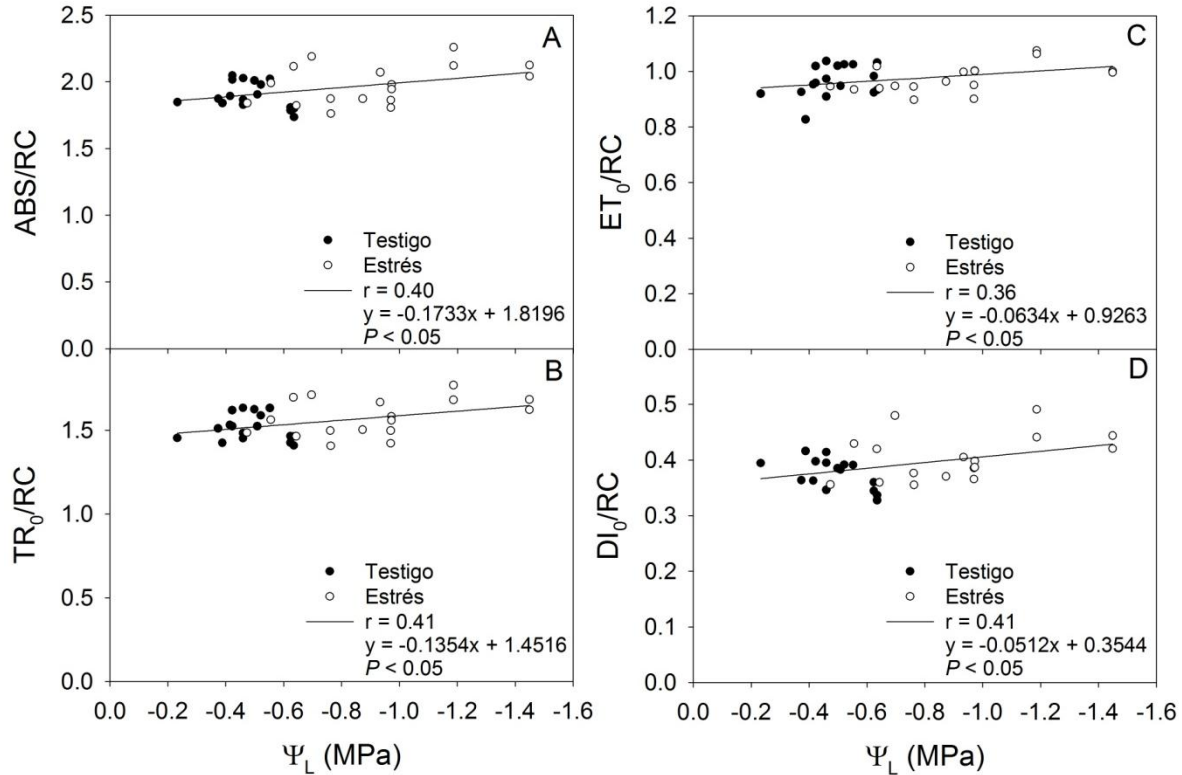 A
ABS/RC
2.5
2.0
1.5
1.0
0.5
0.0
Testigo
Estrés
r = 0.40
y = -0.1733x + 1.8196
P < 0.05
B
TR₀/RC
1.5
1.0
0.5
0.0
Testigo
Estrés
r = 0.41
y = -0.1354x + 1.4516
P < 0.05
0.0 -0.2 -0.4 -0.6 -0.8 -1.0 -1.2 -1.4 -1.6
Ψ_L (MPa)
C
ET₀/RC
1.2
1.0
0.8
0.6
0.4
0.2
0.0
Testigo
Estrés
r = 0.36
y = -0.0634x + 0.9263
P < 0.05
D
DI₀/RC
0.5
0.4
0.3
0.2
0.1
0.0
Testigo
Estrés
r = 0.41
y = -0.0512x + 0.3544
P < 0.05
0.0 -0.2 -0.4 -0.6 -0.8 -1.0 -1.2 -1.4 -1.6
Ψ_L (MPa)